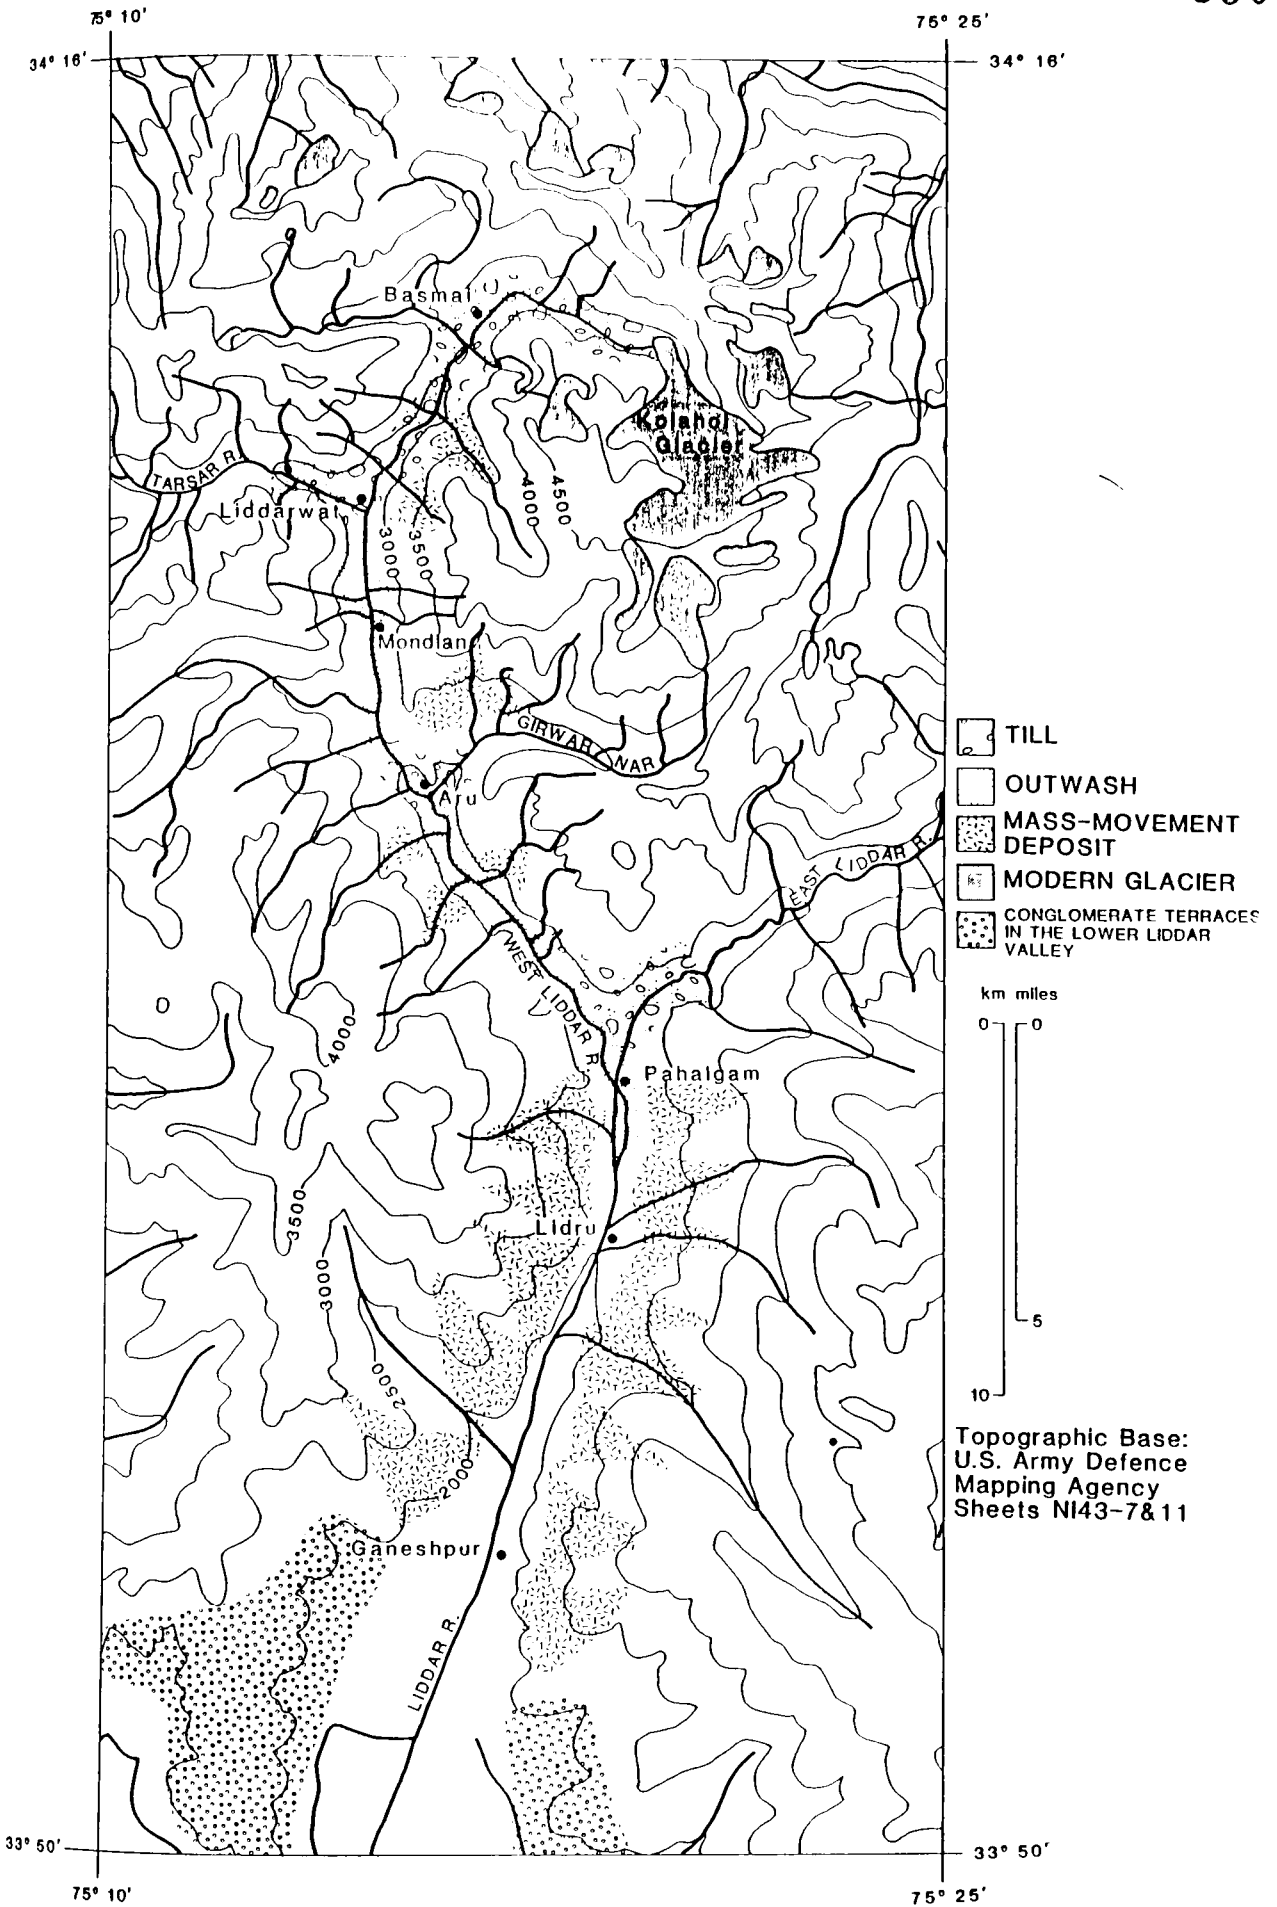 75° 10'
75° 25'
34° 16'
34° 16'
Basmai
Kolahoi
Glacier
TARSAR R.
Liddarwat
4000
4500
3000
3500
Mondlan
GIRWAR NAR
Aru
EAST LIDDAR R.
WEST LIDDAR R.
4000
Pahalgam
3500
Lidru
3000
2500
2000
Ganeshpur
LIDDAR R.
TILL
OUTWASH
MASS-MOVEMENT
DEPOSIT
MODERN GLACIER
CONGLOMERATE TERRACES
IN THE LOWER LIDDAR
VALLEY
km miles
0 0
5
10
Topographic Base:
U.S. Army Defence
Mapping Agency
Sheets NI43-7&11
33° 50'
33° 50'
75° 10'
75° 25'